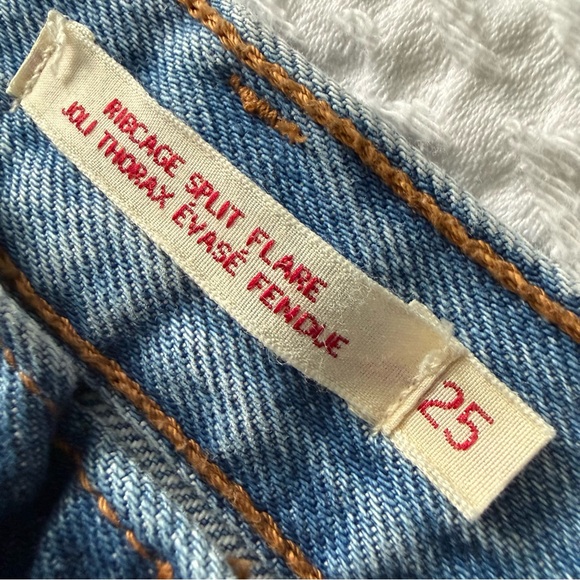 RIBCAGE SPLIT FLARE
JOLI THORAX ÉVASÉ FENDUE
25